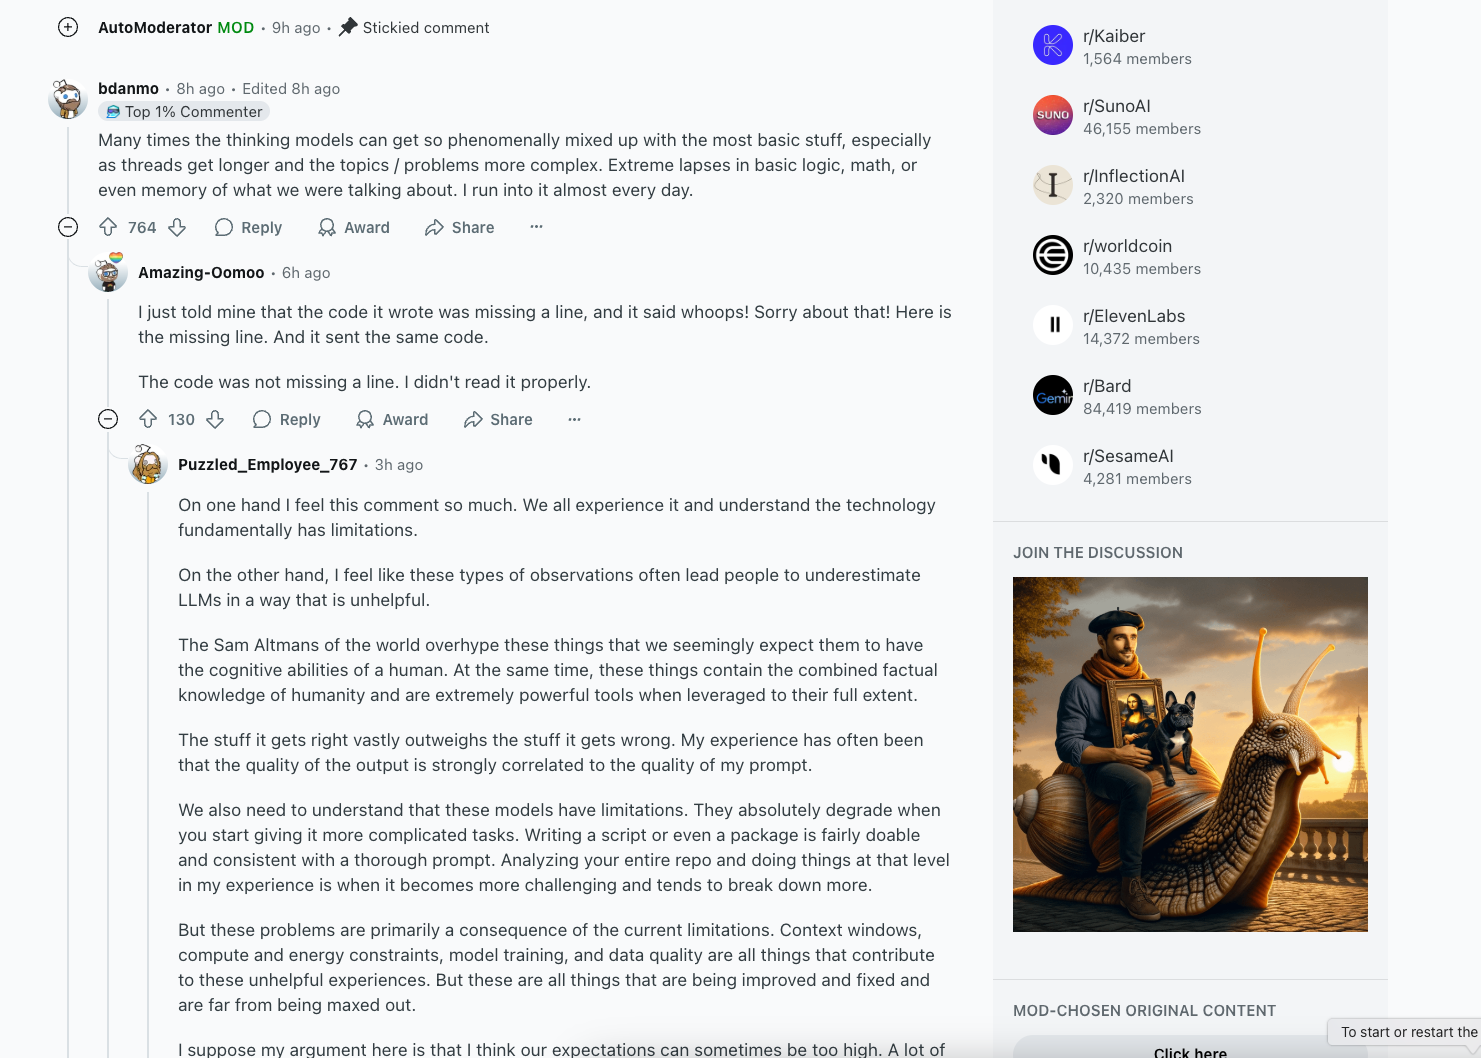 AutoModerator MOD • 9h ago • Stickied comment
bdanmo • 8h ago • Edited 8h ago
Top 1% Commenter
Many times the thinking models can get so phenomenally mixed up with the most basic stuff, especially
as threads get longer and the topics / problems more complex. Extreme lapses in basic logic, math, or
even memory of what we were talking about. I run into it almost every day.
764 Reply Award Share
Amazing-Oomoo • 6h ago
I just told mine that the code it wrote was missing a line, and it said whoops! Sorry about that! Here is
the missing line. And it sent the same code.
The code was not missing a line. I didn't read it properly.
130 Reply Award Share
Puzzled_Employee_767 • 3h ago
On one hand I feel this comment so much. We all experience it and understand the technology
fundamentally has limitations.
On the other hand, I feel like these types of observations often lead people to underestimate
LLMs in a way that is unhelpful.
The Sam Altmans of the world overhype these things that we seemingly expect them to have
the cognitive abilities of a human. At the same time, these things contain the combined factual
knowledge of humanity and are extremely powerful tools when leveraged to their full extent.
The stuff it gets right vastly outweighs the stuff it gets wrong. My experience has often been
that the quality of the output is strongly correlated to the quality of my prompt.
We also need to understand that these models have limitations. They absolutely degrade when
you start giving it more complicated tasks. Writing a script or even a package is fairly doable
and consistent with a thorough prompt. Analyzing your entire repo and doing things at that level
in my experience is when it becomes more challenging and tends to break down more.
But these problems are primarily a consequence of the current limitations. Context windows,
compute and energy constraints, model training, and data quality are all things that contribute
to these unhelpful experiences. But these are all things that are being improved and fixed and
are far from being maxed out.
I suppose my argument here is that I think our expectations can sometimes be too high. A lot of
r/Kaiber
1,564 members
SUNO
r/SunoAI
46,155 members
I
r/InflectionAI
2,320 members
r/worldcoin
10,435 members
r/ElevenLabs
14,372 members
Gemin
r/Bard
84,419 members
r/SesameAI
4,281 members
JOIN THE DISCUSSION
MOD-CHOSEN ORIGINAL CONTENT
Click here
To start or restart the